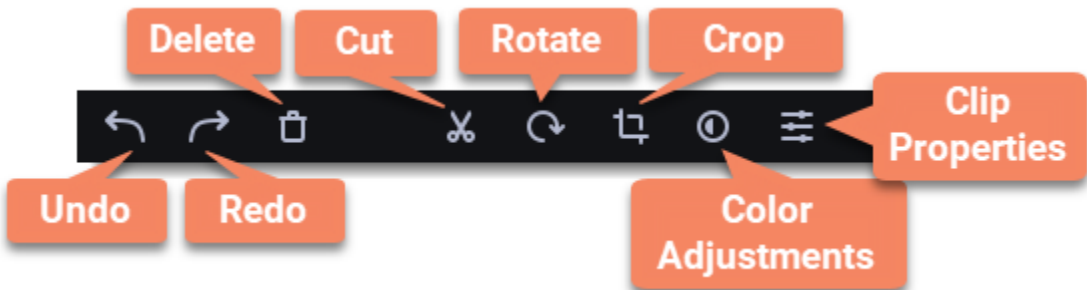 Delete
Cut
Rotate
Crop
Clip
Properties
Undo
Redo
Color
Adjustments